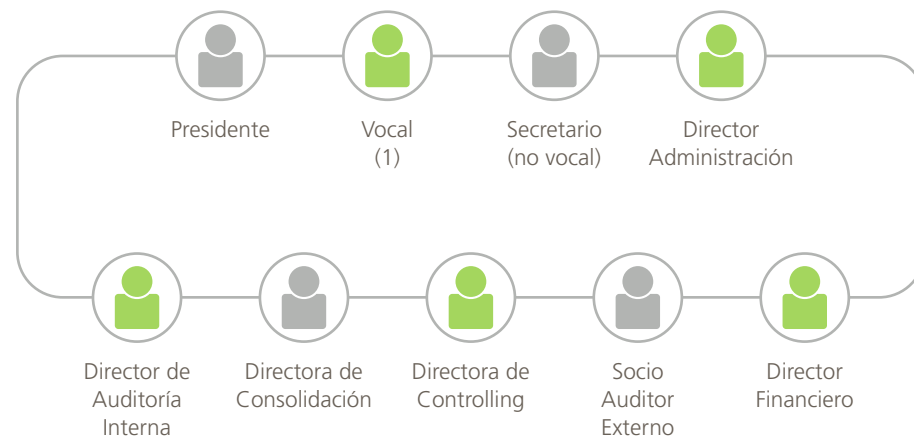 Presidente
Vocal
(1)
Secretario
(no vocal)
Director
Administración
Director de
Auditoría
Interna
Directora de
Consolidación
Directora de
Controlling
Socio
Auditor
Externo
Director
Financiero